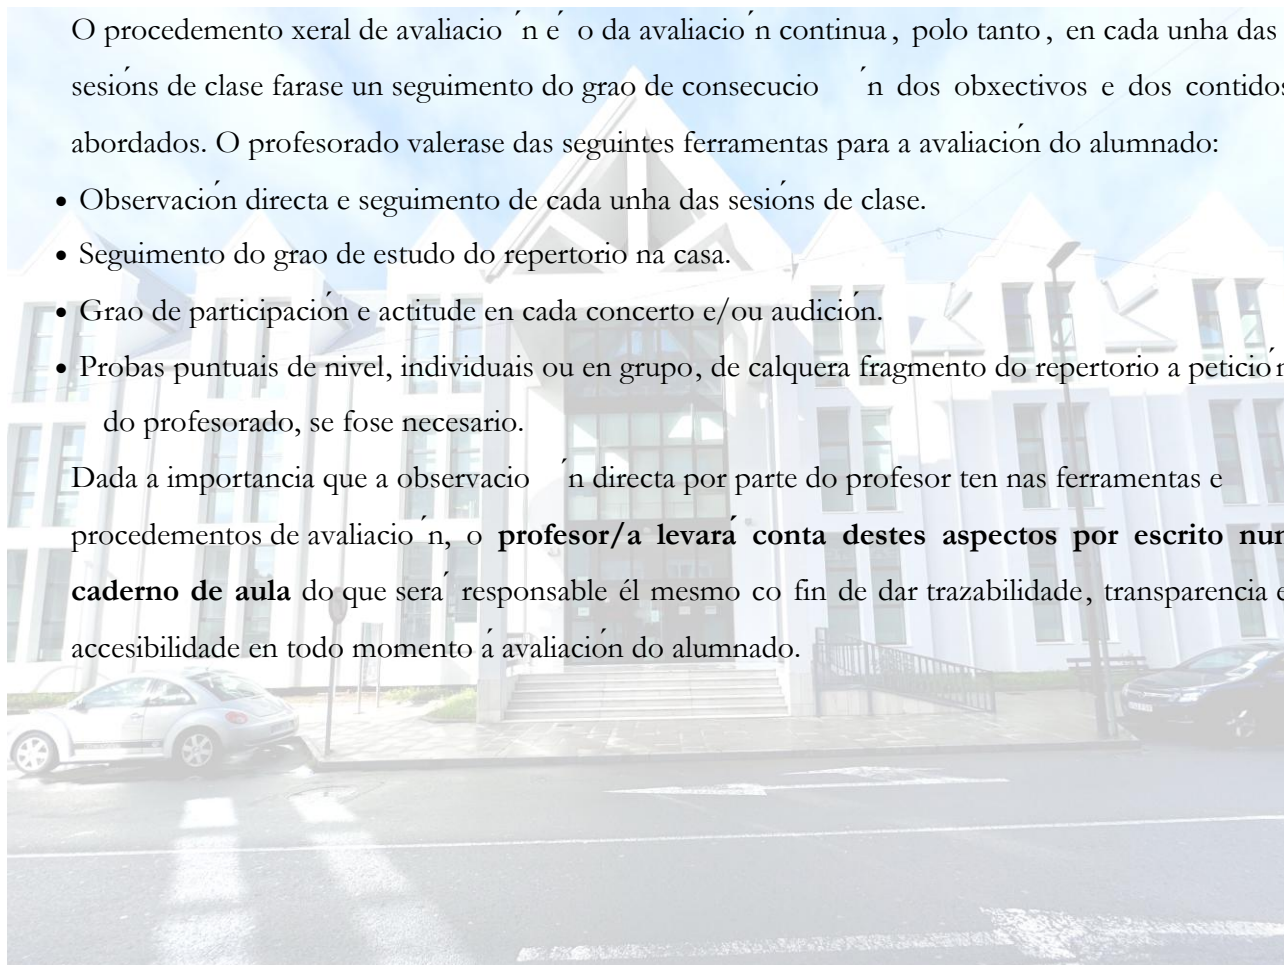 O procedemento xeral de avaliación é o da avaliación continua, polo tanto, en cada unha das
sesións de clase farase un seguimento do grao de consecución dos obxectivos e dos contidos
abordados. O profesorado valerase das seguintes ferramentas para a avaliación do alumnado:
• Observación directa e seguimento de cada unha das sesións de clase.
• Seguimento do grao de estudo do repertorio na casa.
• Grao de participación e actitude en cada concerto e/ou audición.
• Probas puntuais de nivel, individuais ou en grupo, de calquera fragmento do repertorio a petición
do profesorado, se fose necesario.
Dada a importancia que a observación directa por parte do profesor ten nas ferramentas e
procedementos de avaliación, o profesor/a levará conta destes aspectos por escrito nun
caderno de aula do que será responsable él mesmo co fin de dar trazabilidade, transparencia e
accesibilidade en todo momento á avaliación do alumnado.